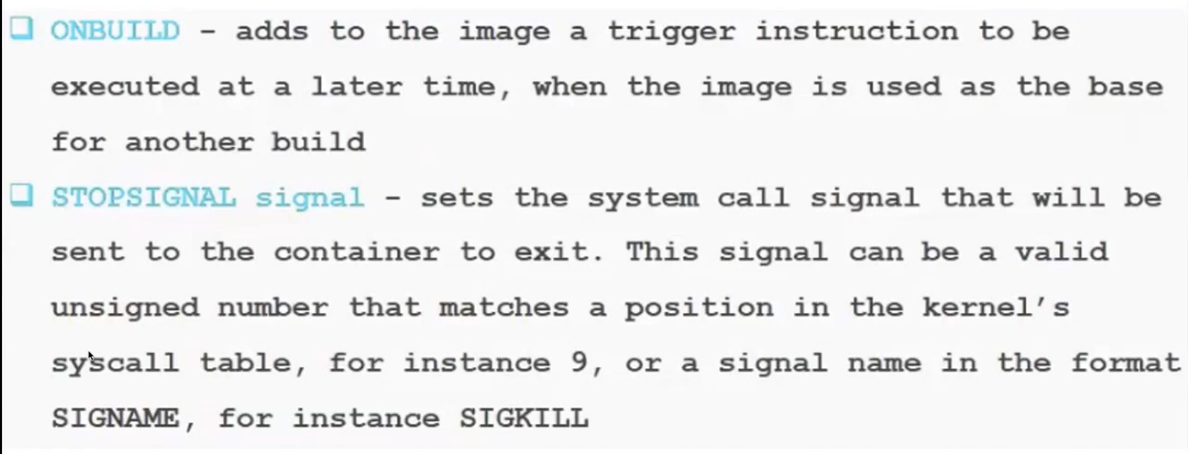 ❑ ONBUILD – adds to the image a trigger instruction to be
executed at a later time, when the image is used as the base
for another build
❑ STOPSIGNAL signal – sets the system call signal that will be
sent to the container to exit. This signal can be a valid
unsigned number that matches a position in the kernel’s
syscall table, for instance 9, or a signal name in the format
SIGNAME, for instance SIGKILL